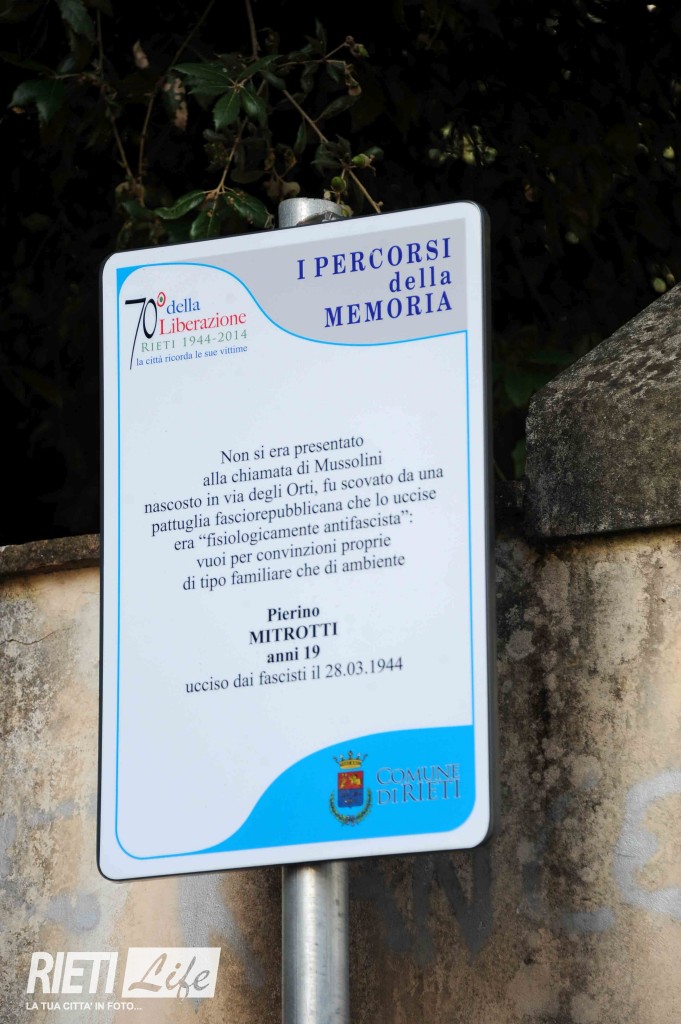 I PERCORSI
della
MEMORIA
70° della
Liberazione
RIETI 1944-2014
la città ricorda le sue vittime
Non si era presentato
alla chiamata di Mussolini
nascosto in via degli Orti, fu scovato da una
pattuglia fasciorepubblicana che lo uccise
era “fisiologicamente antifascista”:
vuoi per convinzioni proprie
di tipo familiare che di ambiente
Pierino
MITROTTI
anni 19
ucciso dai fascisti il 28.03.1944
COMUNE
DI RIETI
RIETI Life
LA TUA CITTA' IN FOTO...